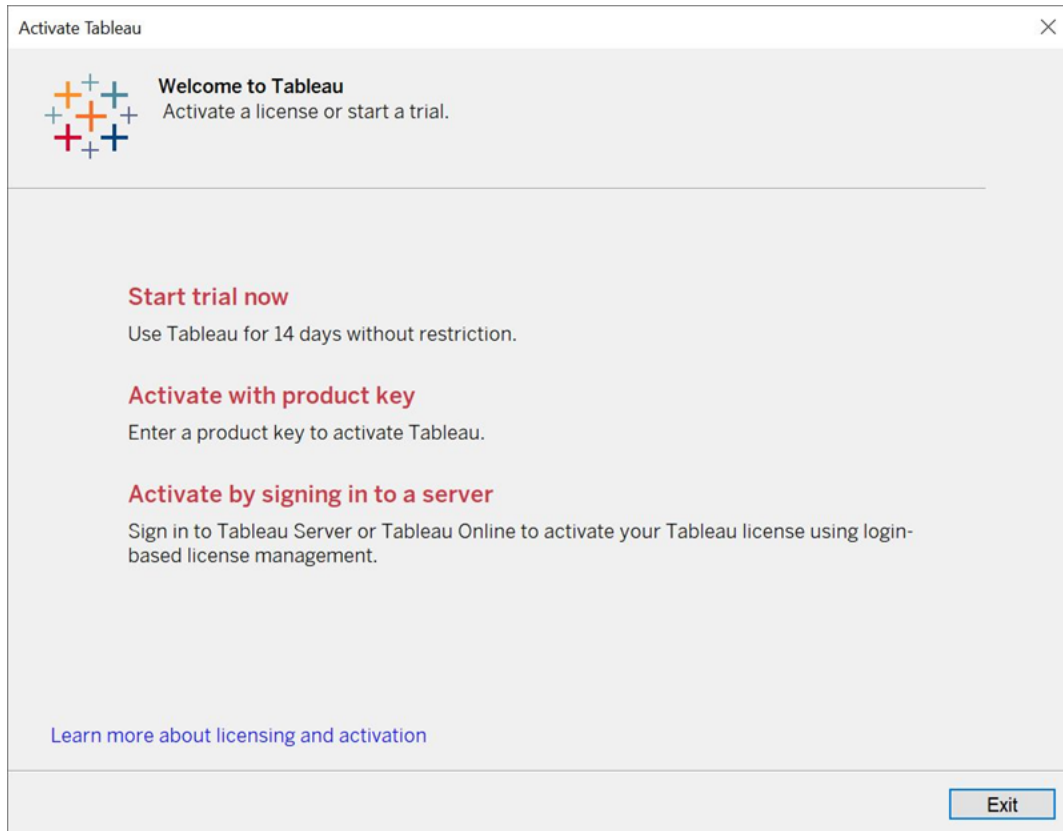 Activate Tableau
Welcome to Tableau
Activate a license or start a trial.
Start trial now
Use Tableau for 14 days without restriction.
Activate with product key
Enter a product key to activate Tableau.
Activate by signing in to a server
Sign in to Tableau Server or Tableau Online to activate your Tableau license using login-
based license management.
Learn more about licensing and activation
Exit